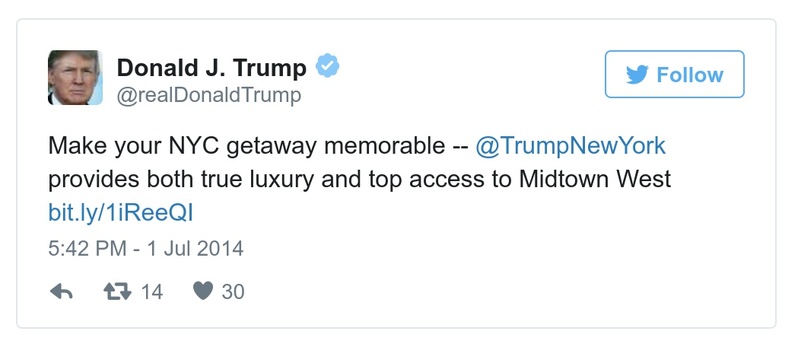 Donald J. Trump
@realDonaldTrump
Follow
Make your NYC getaway memorable -- @TrumpNewYork
provides both true luxury and top access to Midtown West
bit.ly/1iReeQI
5:42 PM - 1 Jul 2014
14 30